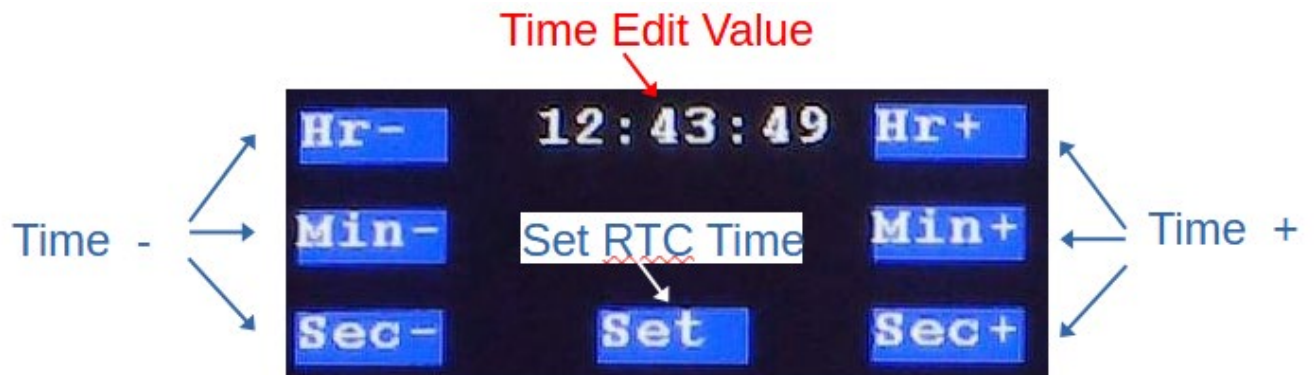 Time Edit Value
Hr- 12:43:49 Hr+
Time - Min- Set RTC Time Min+ Time +
Sec- Set Sec+